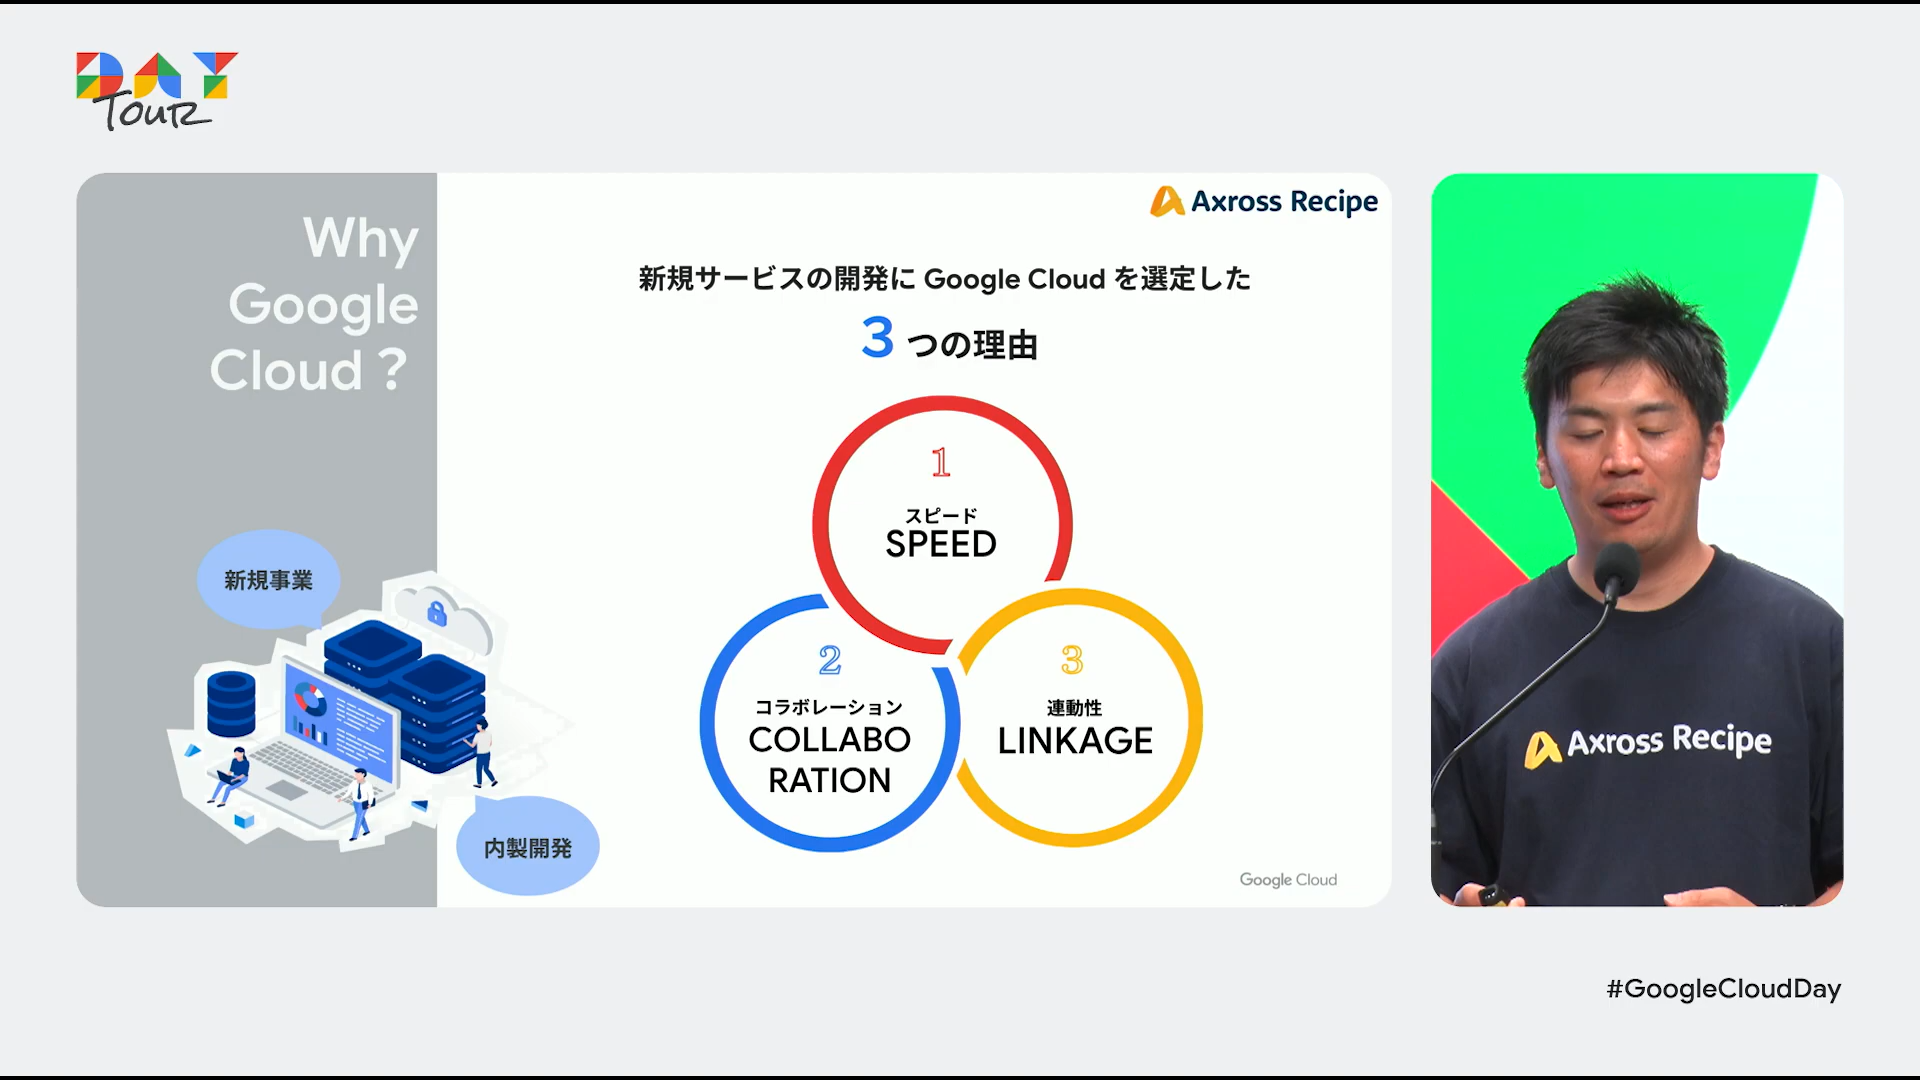 DAY
Tour
Why
Google
Cloud ?
Axross Recipe
新規サービスの開発に Google Cloud を選定した
3 つの理由
1
スピード
SPEED
2
コラボレーション
COLLABO
RATION
3
連動性
LINKAGE
新規事業
内製開発
Google Cloud
Axross Recipe
#GoogleCloudDay